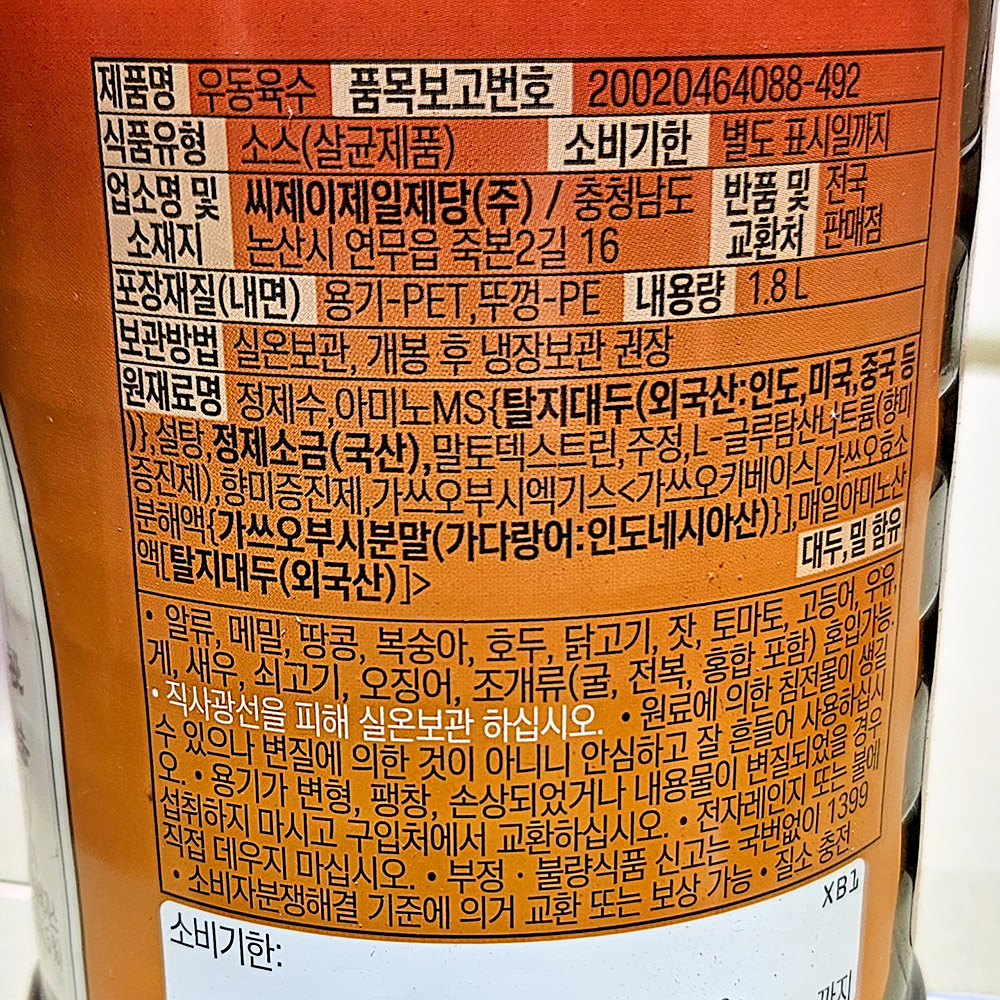 제품명 우동육수 품목보고번호 20020464088-492
식품유형 소스(살균제품) 소비기한 별도 표시일까지
업소명 및 소재지 씨제이제일제당(주) / 충청남도 논산시 연무읍 죽본2길 16 반품 및 교환처 전국 판매점
포장재질(내면) 용기-PET,뚜껑-PE 내용량 1.8 L
보관방법 실온보관, 개봉 후 냉장보관 권장
원재료명 정제수,아미노MS{탈지대두(외국산:인도,미국,중국 등
)},설탕,정제소금(국산),말토덱스트린,주정,L-글루탐산나트륨(향미
증진제),향미증진제,가쓰오부시엑기스<가쓰오키베이스[가쓰오효소
분해액{가쓰오부시분말(가다랑어:인도네시아산)}],매일아미노산
액[탈지대두(외국산)]>
대두,밀 함유
• 알류, 메밀, 땅콩, 복숭아, 호두, 닭고기, 잣, 토마토, 고등어, 우유,
게, 새우, 쇠고기, 오징어, 조개류(굴, 전복, 홍합 포함) 혼입가능.
• 직사광선을 피해 실온보관 하십시오. • 원료에 의한 침전물이 생길
수 있으나 변질에 의한 것이 아니니 안심하고 잘 흔들어 사용하십시
오. • 용기가 변형, 팽창, 손상되었거나 내용물이 변질되었을 경우
섭취하지 마시고 구입처에서 교환하십시오. • 전자레인지 또는 불에
직접 데우지 마십시오. • 부정 · 불량식품 신고는 국번없이 1399
• 소비자분쟁해결 기준에 의거 교환 또는 보상 가능 • 질소 충전
XB1
소비기한:
까지